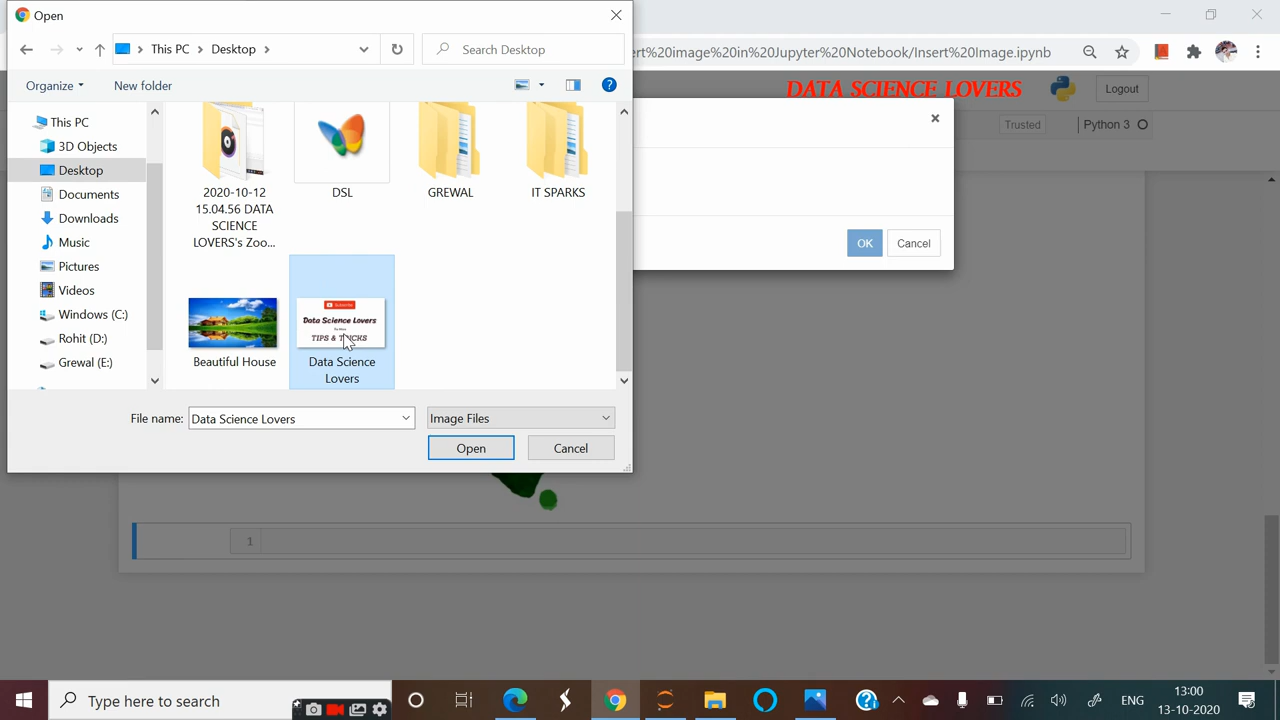 Open
This PC
Desktop
Search Desktop
rt%20image%20in%20Jupyter%20Notebook/Insert%20Image.ipynb
Organize
New folder
DATA SCIENCE LOVERS
Logout
Trusted
Python 3
This PC
3D Objects
Desktop
Documents
Downloads
Music
Pictures
Videos
Windows (C:)
Rohit (D:)
Grewal (E:)
2020-10-12
15.04.56 DATA
SCIENCE
LOVERS's Zoo...
DSL
GREWAL
IT SPARKS
OK
Cancel
Subscribe
Data Science Lovers
For More
TIPS & TRICKS
Beautiful House
Data Science
Lovers
File name:
Data Science Lovers
Image Files
Open
Cancel
1
Type here to search
ENG
13:00
13-10-2020